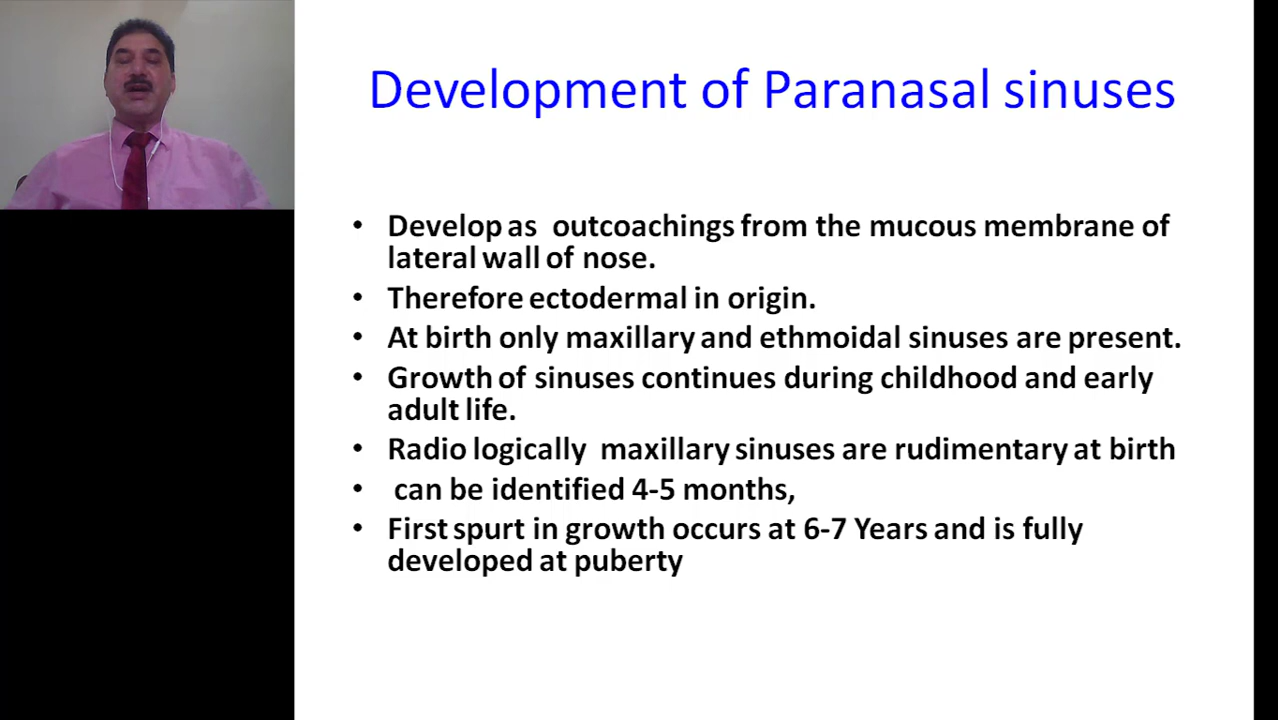 Development of Paranasal sinuses
• Develop as outcoachings from the mucous membrane of
lateral wall of nose.
• Therefore ectodermal in origin.
• At birth only maxillary and ethmoidal sinuses are present.
• Growth of sinuses continues during childhood and early
adult life.
• Radio logically maxillary sinuses are rudimentary at birth
• can be identified 4-5 months,
• First spurt in growth occurs at 6-7 Years and is fully
developed at puberty